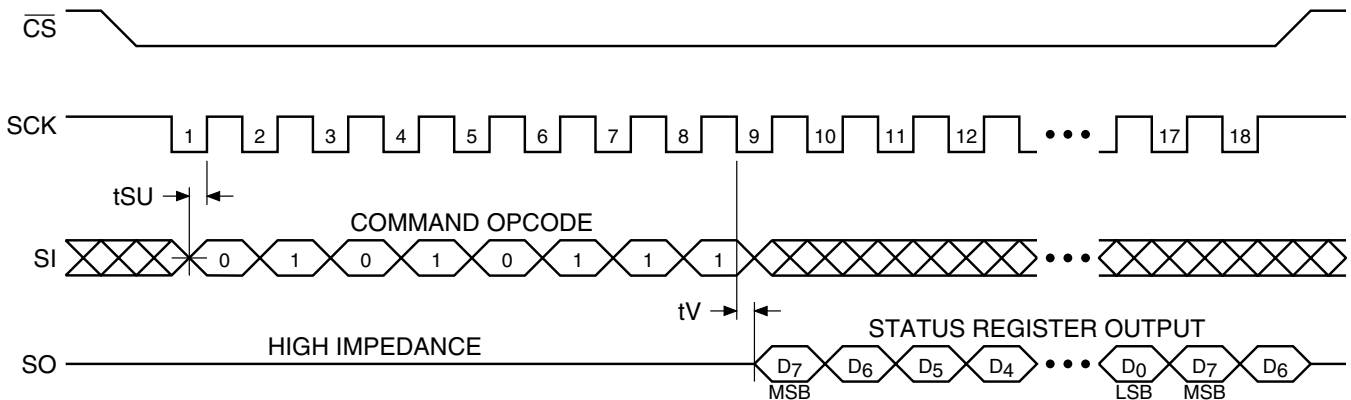 CS
SCK 1 2 3 4 5 6 7 8 9 10 11 12 ••• 17 18
tSU
COMMAND OPCODE
SI 0 1 0 1 0 1 1 1 •••
tV
STATUS REGISTER OUTPUT
HIGH IMPEDANCE
SO D7 D6 D5 D4 ••• D0 D7 D6
MSB LSB MSB